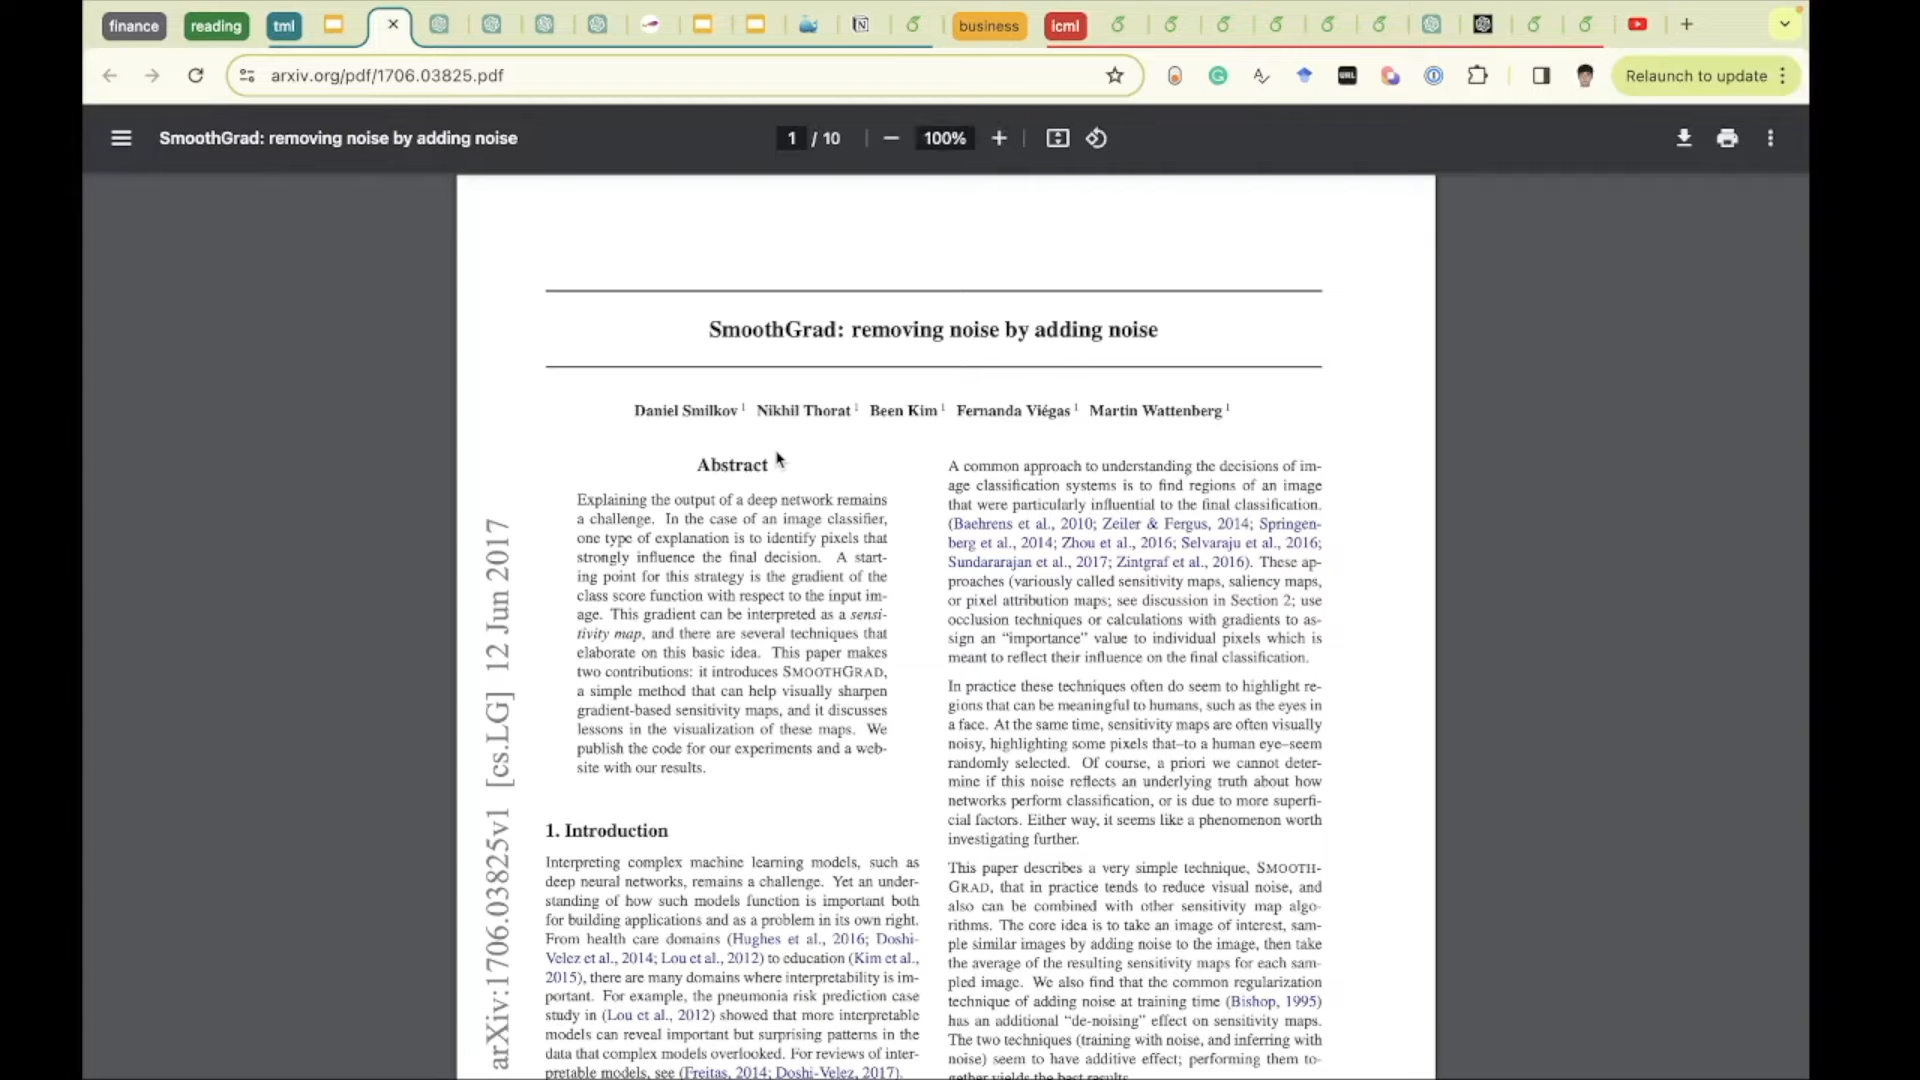 finance
reading
tml
business
icml
arxiv.org/pdf/1706.03825.pdf
Relaunch to update
SmoothGrad: removing noise by adding noise
1 / 10
100%
SmoothGrad: removing noise by adding noise
Daniel Smilkov 1 Nikhil Thorat 1 Been Kim 1 Fernanda Viégas 1 Martin Wattenberg 1
Abstract
Explaining the output of a deep network remains
a challenge. In the case of an image classifier,
one type of explanation is to identify pixels that
strongly influence the final decision. A start-
ing point for this strategy is the gradient of the
class score function with respect to the input im-
age. This gradient can be interpreted as a sensi-
tivity map, and there are several techniques that
elaborate on this basic idea. This paper makes
two contributions: it introduces SMOOTHGRAD,
a simple method that can help visually sharpen
gradient-based sensitivity maps, and it discusses
lessons in the visualization of these maps. We
publish the code for our experiments and a web-
site with our results.
1. Introduction
Interpreting complex machine learning models, such as
deep neural networks, remains a challenge. Yet an under-
standing of how such models function is important both
for building applications and as a problem in its own right.
From health care domains (Hughes et al., 2016; Doshi-
Velez et al., 2014; Lou et al., 2012) to education (Kim et al.,
2015), there are many domains where interpretability is im-
portant. For example, the pneumonia risk prediction case
study in (Lou et al., 2012) showed that more interpretable
models can reveal important but surprising patterns in the
data that complex models overlooked. For reviews of inter-
pretable models, see (Freitas, 2014; Doshi-Velez, 2017).
A common approach to understanding the decisions of im-
age classification systems is to find regions of an image
that were particularly influential to the final classification.
(Baehrens et al., 2010; Zeiler & Fergus, 2014; Springen-
berg et al., 2014; Zhou et al., 2016; Selvaraju et al., 2016;
Sundararajan et al., 2017; Zintgraf et al., 2016). These ap-
proaches (variously called sensitivity maps, saliency maps,
or pixel attribution maps; see discussion in Section 2; use
occlusion techniques or calculations with gradients to as-
sign an “importance” value to individual pixels which is
meant to reflect their influence on the final classification.
In practice these techniques often do seem to highlight re-
gions that can be meaningful to humans, such as the eyes in
a face. At the same time, sensitivity maps are often visually
noisy, highlighting some pixels that–to a human eye–seem
randomly selected. Of course, a priori we cannot deter-
mine if this noise reflects an underlying truth about how
networks perform classification, or is due to more superfi-
cial factors. Either way, it seems like a phenomenon worth
investigating further.
This paper describes a very simple technique, SMOOTH-
GRAD, that in practice tends to reduce visual noise, and
also can be combined with other sensitivity map algo-
rithms. The core idea is to take an image of interest, sam-
ple similar images by adding noise to the image, then take
the average of the resulting sensitivity maps for each sam-
pled image. We also find that the common regularization
technique of adding noise at training time (Bishop, 1995)
has an additional “de-noising” effect on sensitivity maps.
The two techniques (training with noise, and inferring with
noise) seem to have additive effect; performing them to-
gether yields the best results.
arXiv:1706.03825v1 [cs.LG] 12 Jun 2017